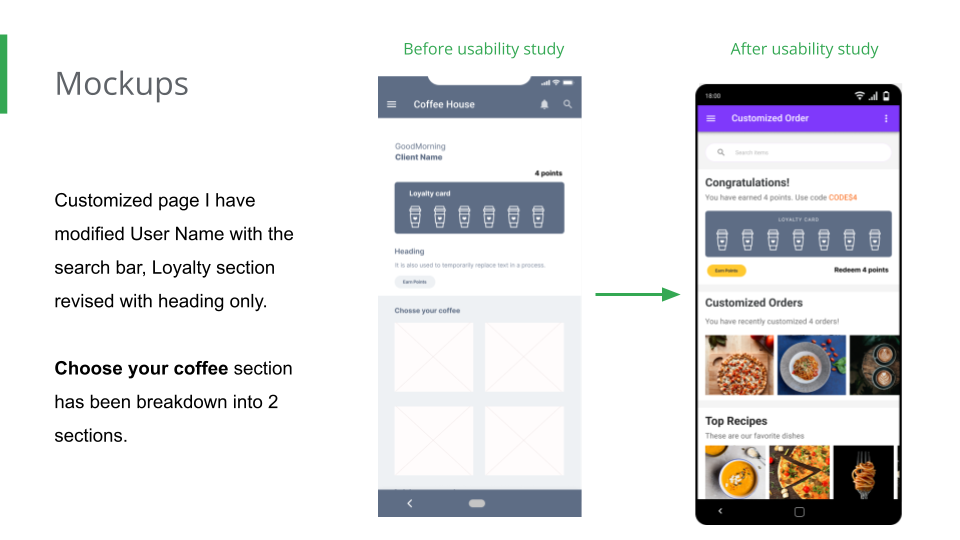 Mockups
Customized page I have
modified User Name with the
search bar, Loyalty section
revised with heading only.
Choose your coffee section
has been breakdown into 2
sections.
Before usability study
Coffee House
GoodMorning
Client Name
4 points
Loyalty card
Heading
It is also used to temporarily replace text in a process.
Earn Points
Chosse your coffee
After usability study
18:00
Customized Order
Search items
Congratulations!
You have earned 4 points. Use code CODE$4
LOYALTY CARD
Earn Points
Redeem 4 points
Customized Orders
You have recently customized 4 orders!
Top Recipes
These are our favorite dishes